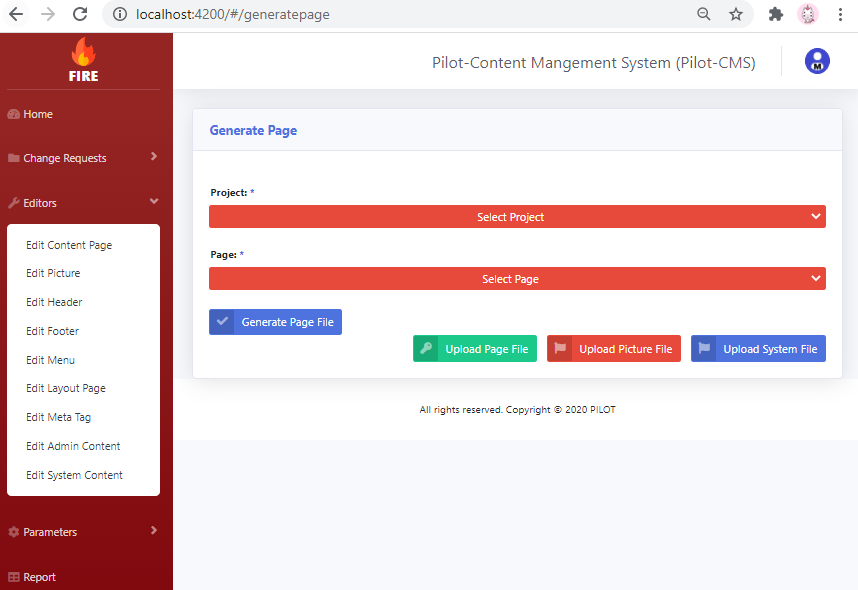 localhost:4200/#/generatepage
FIRE
Home
Change Requests
Editors
Edit Content Page
Edit Picture
Edit Header
Edit Footer
Edit Menu
Edit Layout Page
Edit Meta Tag
Edit Admin Content
Edit System Content
Parameters
Report
Pilot-Content Mangement System (Pilot-CMS)
M
Generate Page
Project: *
Select Project
Page: *
Select Page
Generate Page File
Upload Page File
Upload Picture File
Upload System File
All rights reserved. Copyright © 2020 PILOT